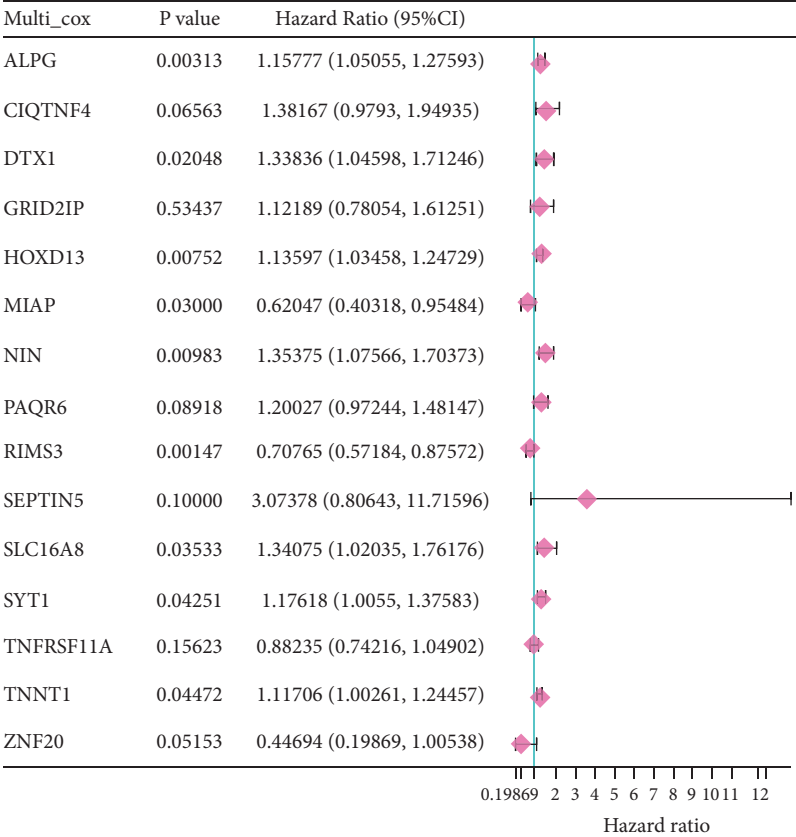 Multi_cox P value Hazard Ratio (95%CI)
ALPG 0.00313 1.15777 (1.05055, 1.27593)
CIQTNF4 0.06563 1.38167 (0.9793, 1.94935)
DTX1 0.02048 1.33836 (1.04598, 1.71246)
GRID2IP 0.53437 1.12189 (0.78054, 1.61251)
HOXD13 0.00752 1.13597 (1.03458, 1.24729)
MIAP 0.03000 0.62047 (0.40318, 0.95484)
NIN 0.00983 1.35375 (1.07566, 1.70373)
PAQR6 0.08918 1.20027 (0.97244, 1.48147)
RIMS3 0.00147 0.70765 (0.57184, 0.87572)
SEPTIN5 0.10000 3.07378 (0.80643, 11.71596)
SLC16A8 0.03533 1.34075 (1.02035, 1.76176)
SYT1 0.04251 1.17618 (1.0055, 1.37583)
TNFRSF11A 0.15623 0.88235 (0.74216, 1.04902)
TNNT1 0.04472 1.11706 (1.00261, 1.24457)
ZNF20 0.05153 0.44694 (0.19869, 1.00538)
0.19869 2 3 4 5 6 7 8 9 10 11 12
Hazard ratio